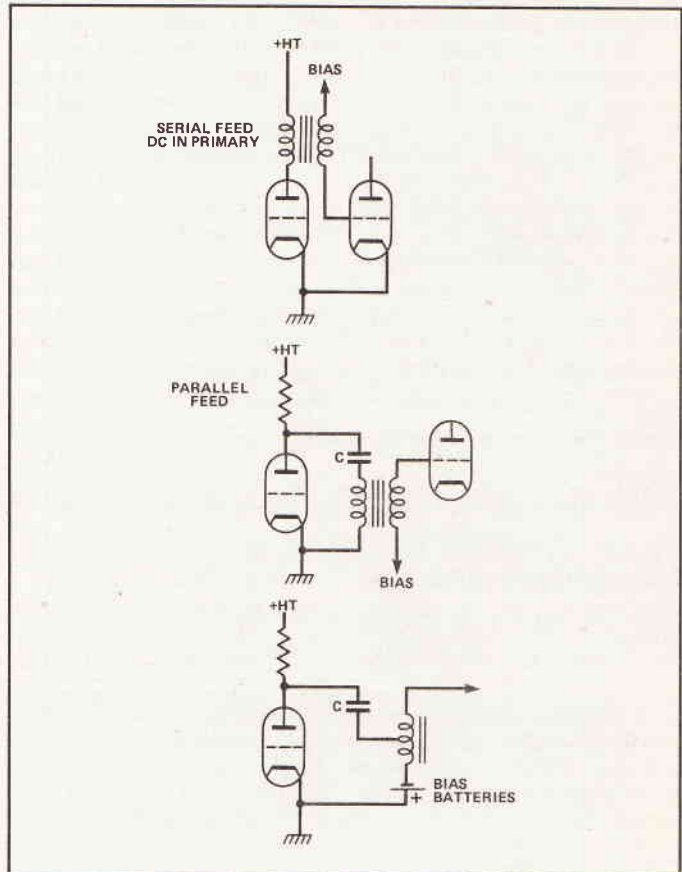 +HT
BIAS
SERIAL FEED
DC IN PRIMARY
+HT
PARALLEL
FEED
C
BIAS
+HT
C
+
BIAS
BATTERIES